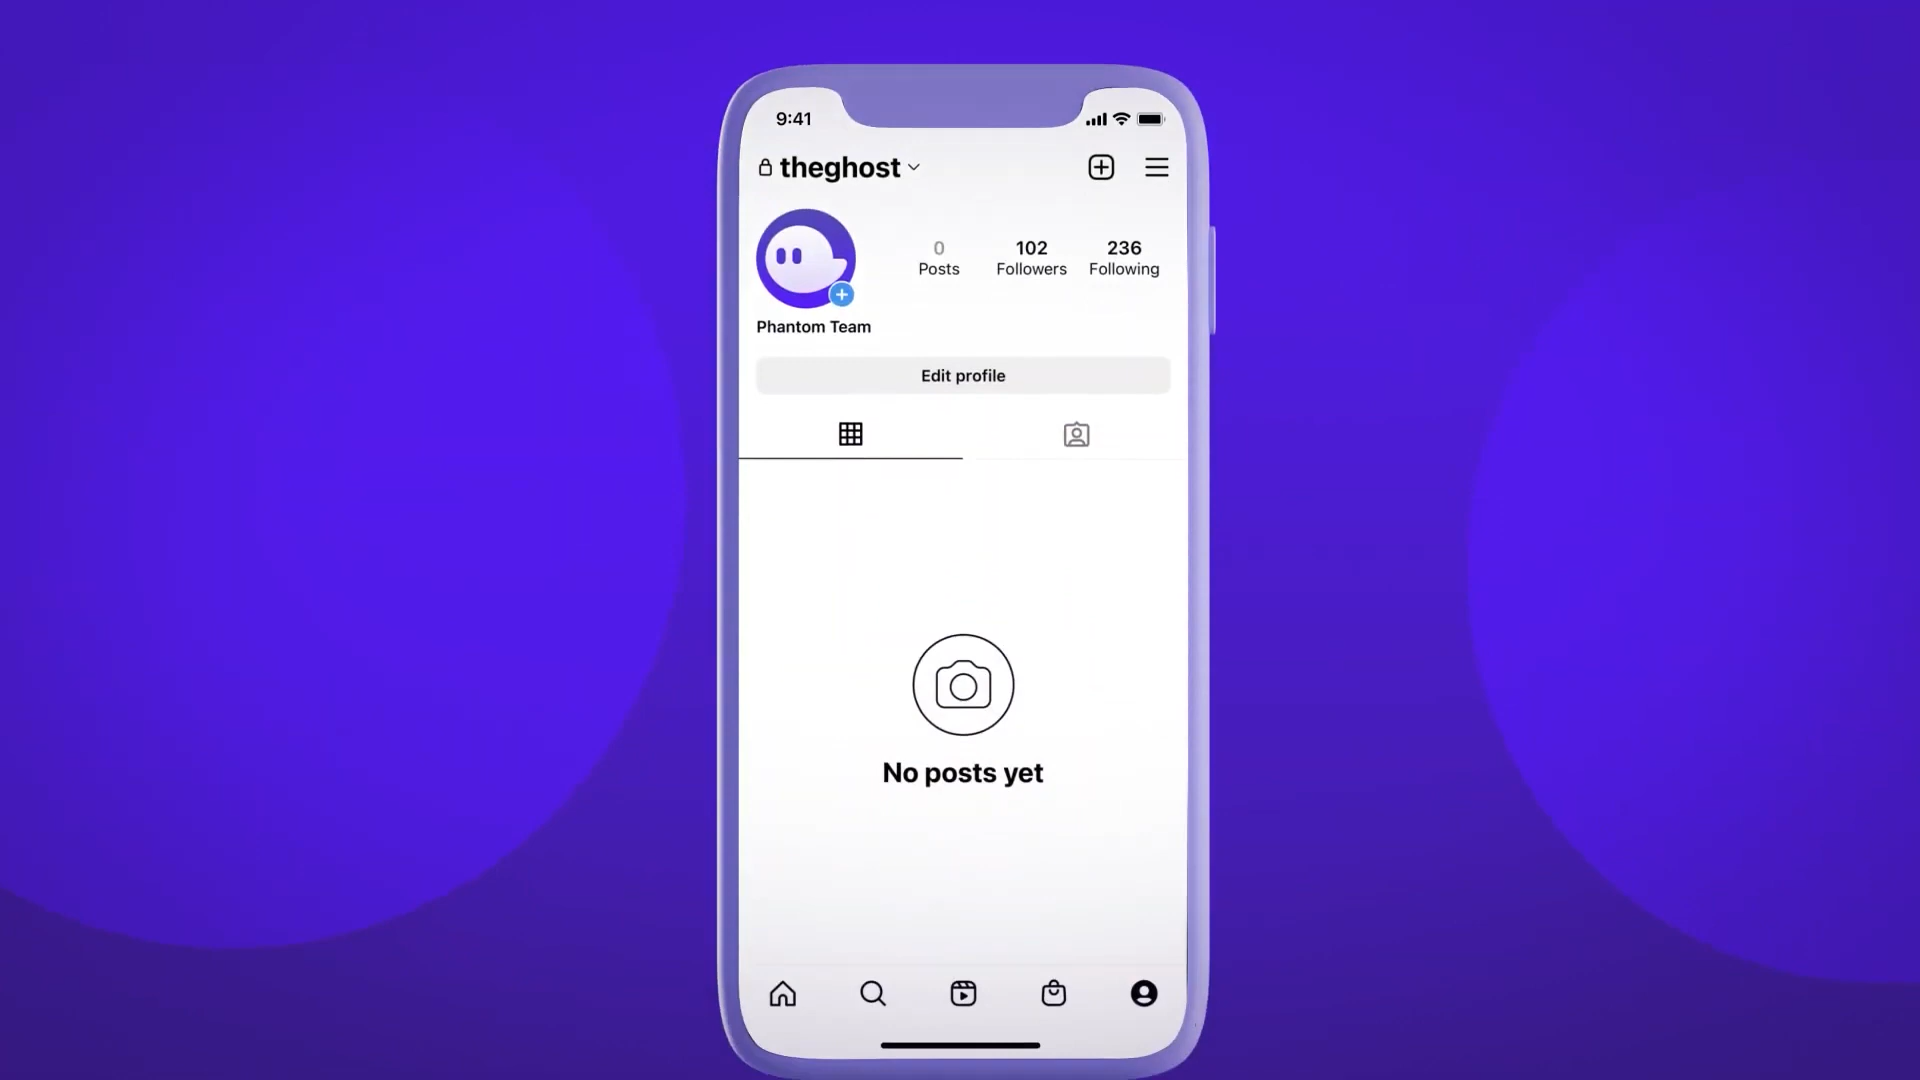 9:41
theghost
0 102 236
Posts Followers Following
Phantom Team
Edit profile
No posts yet